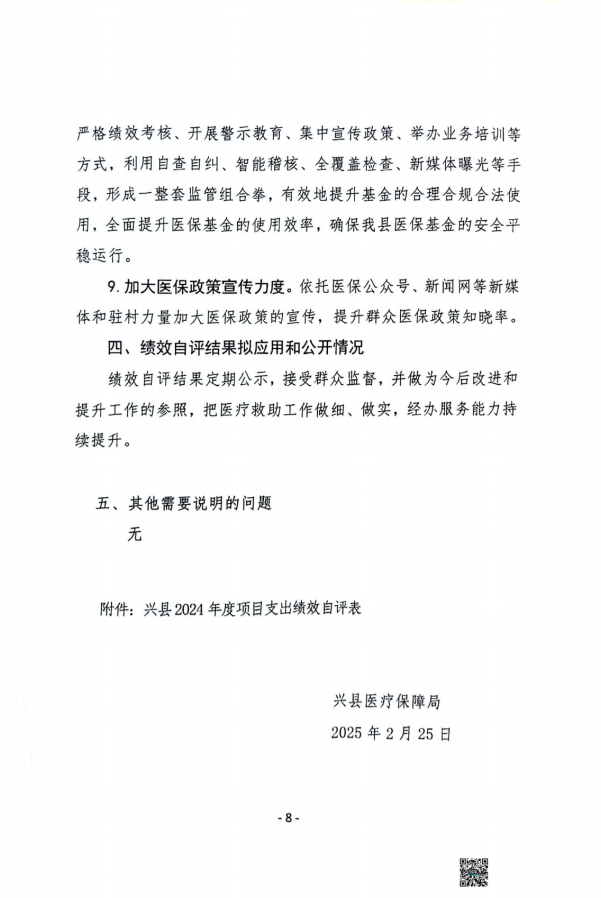 严格绩效考核、开展警示教育、集中宣传政策、举办业务培训等
方式，利用自查自纠、智能稽核、全覆盖检查、新媒体曝光等手
段，形成一整套监管组合拳，有效地提升基金的合理合规合法使
用，全面提升医保基金的使用效率，确保我县医保基金的安全平
稳运行。
9.加大医保政策宣传力度。依托医保公众号、新闻网等新媒
体和驻村力量加大医保政策的宣传，提升群众医保政策知晓率。
四、绩效自评结果拟应用和公开情况
绩效自评结果定期公示，接受群众监督，并做为今后改进和
提升工作的参照，把医疗救助工作做细、做实，经办服务能力持
续提升。
五、其他需要说明的问题
无
附件：兴县2024年度项目支出绩效自评表
兴县医疗保障局
2025年2月25日
-8-